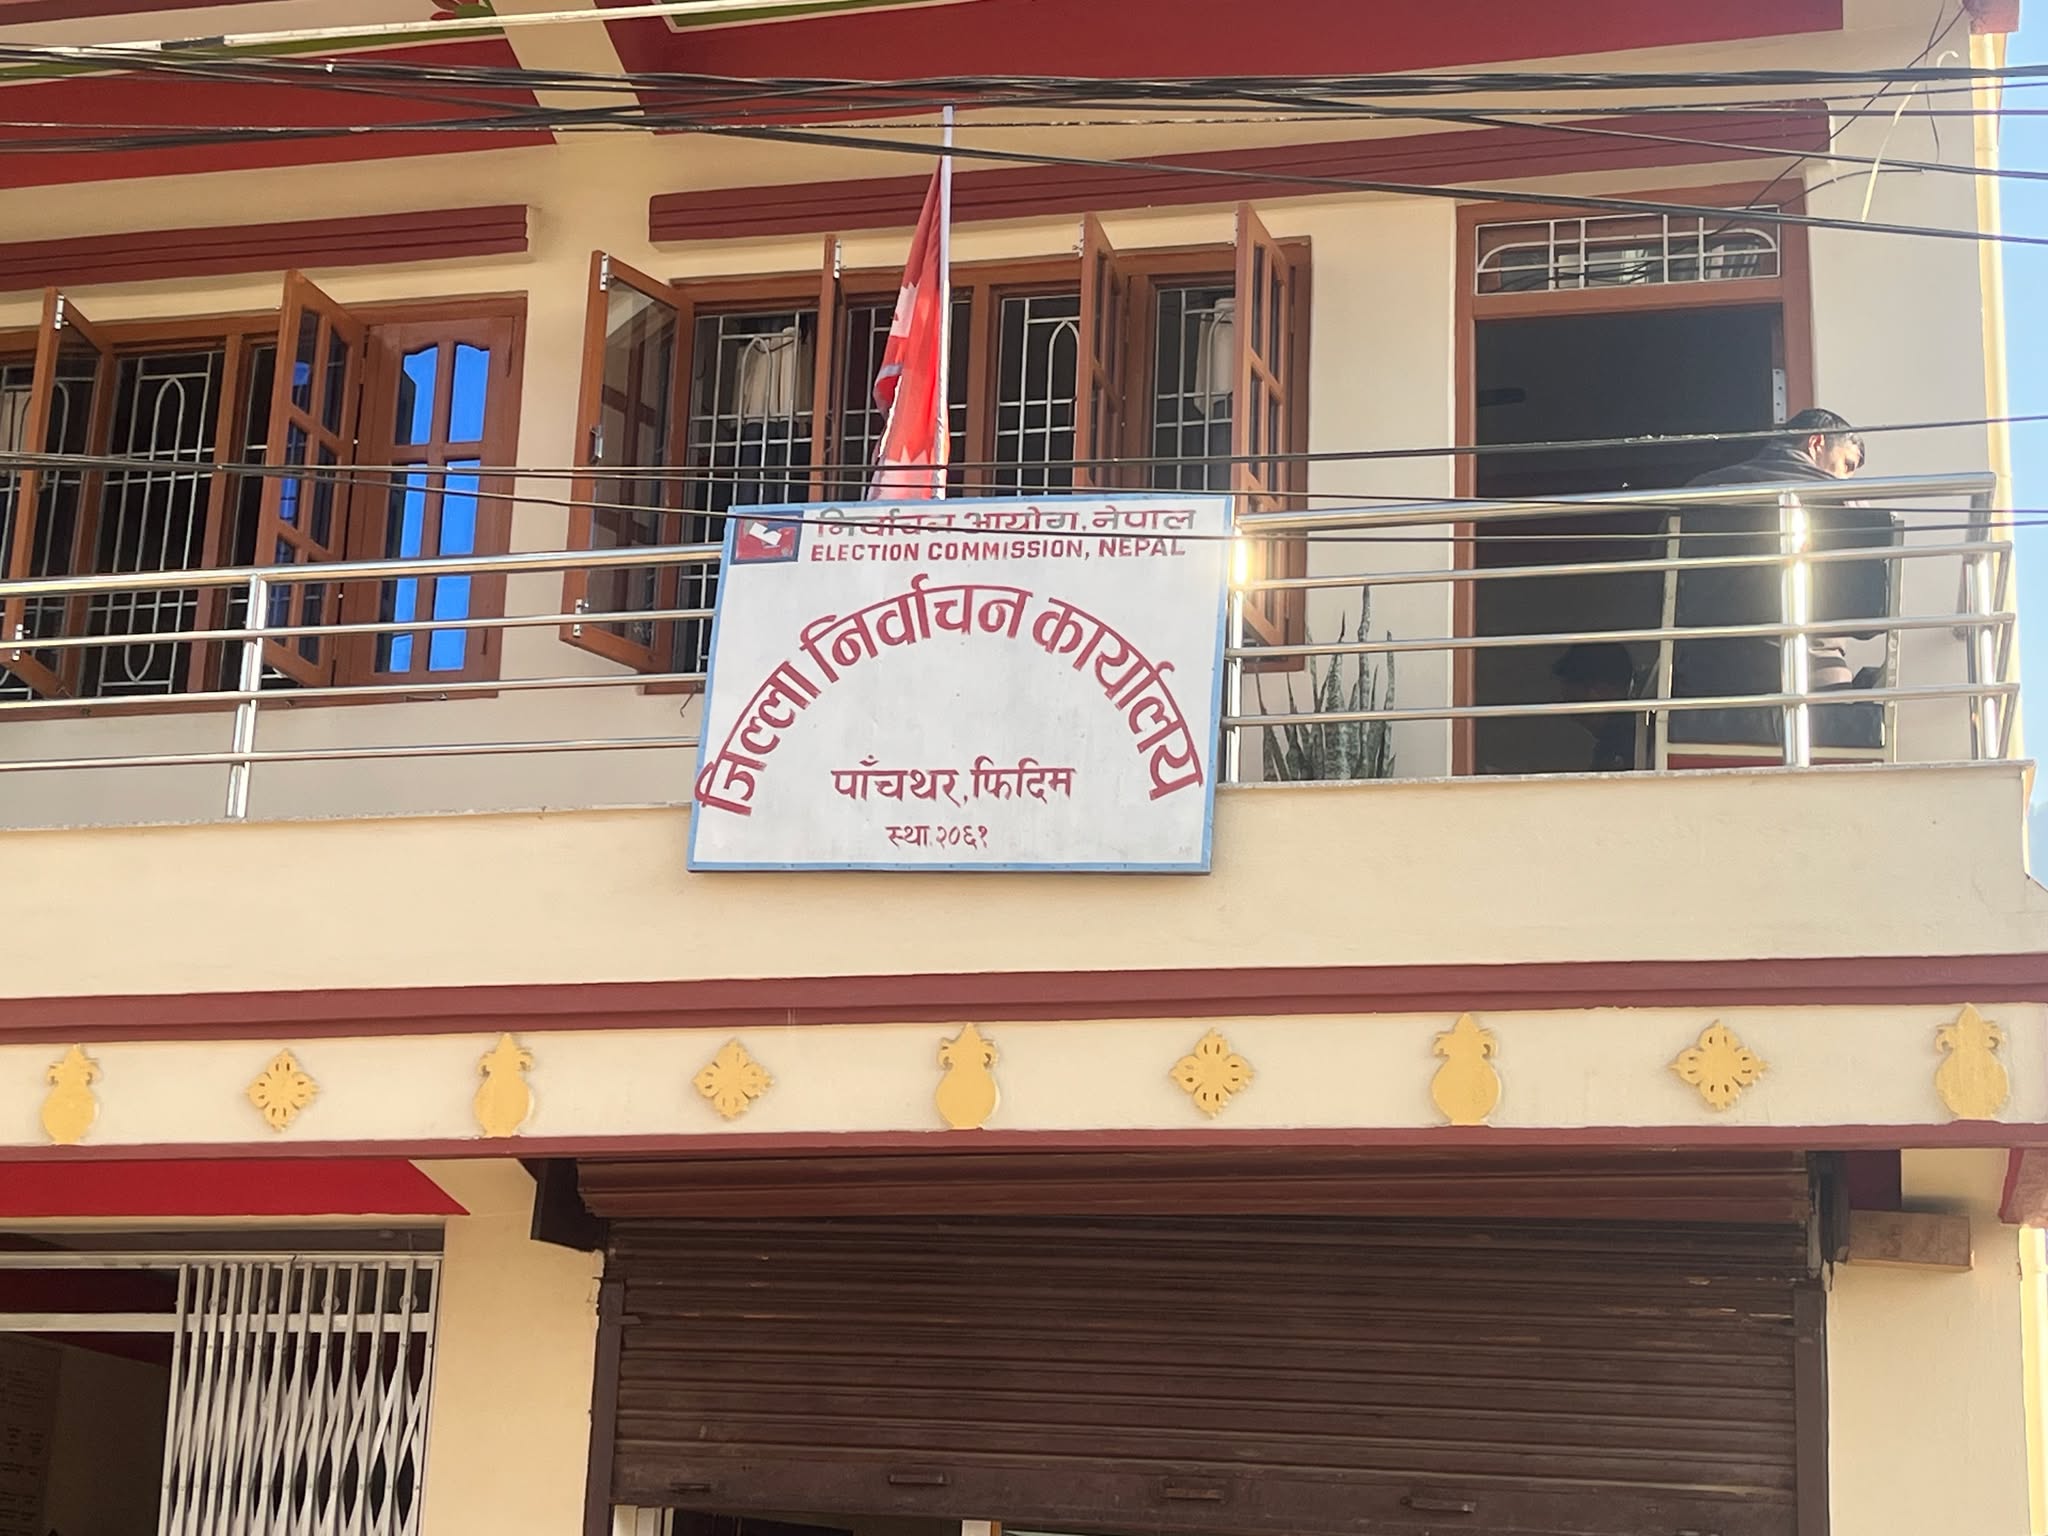 निर्वाचन आयोग, नेपाल
ELECTION COMMISSION, NEPAL
जिल्ला निर्वाचन कार्यालय
पाँचथर, फिदिम
स्था. २०६१